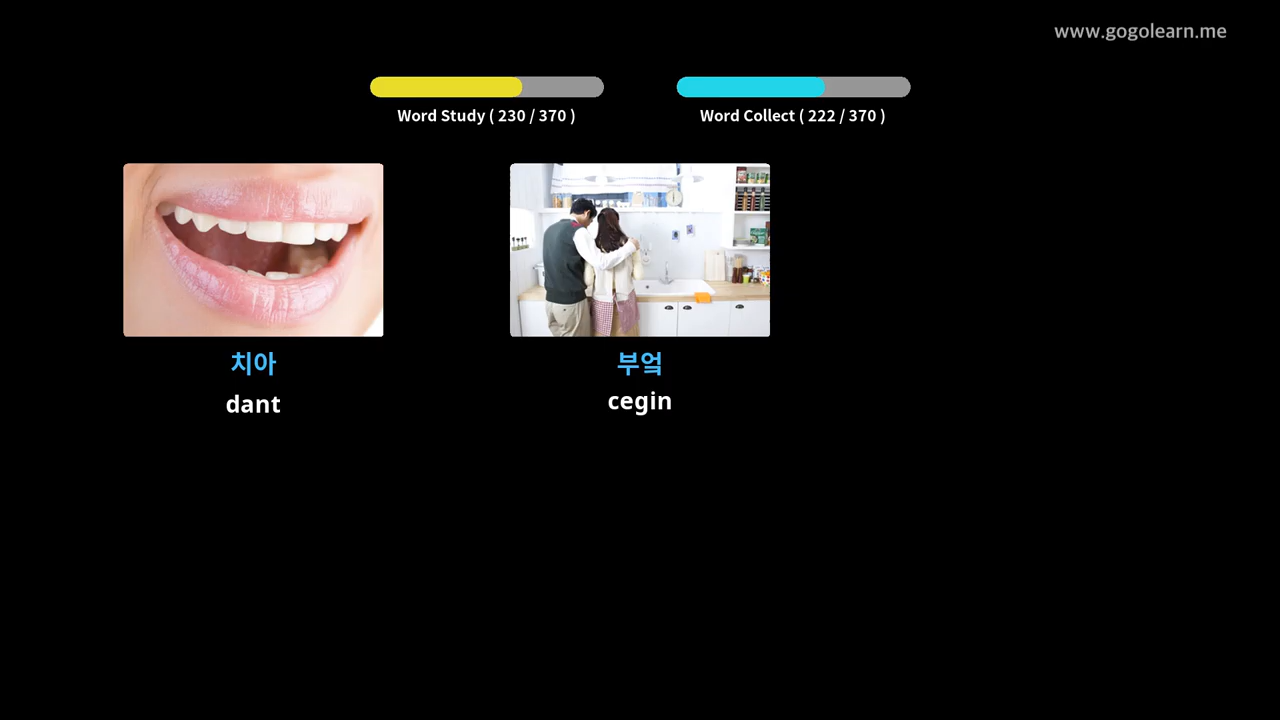 www.gogolearn.me
Word Study ( 230 / 370 )
Word Collect ( 222 / 370 )
치아
dant
부엌
cegin